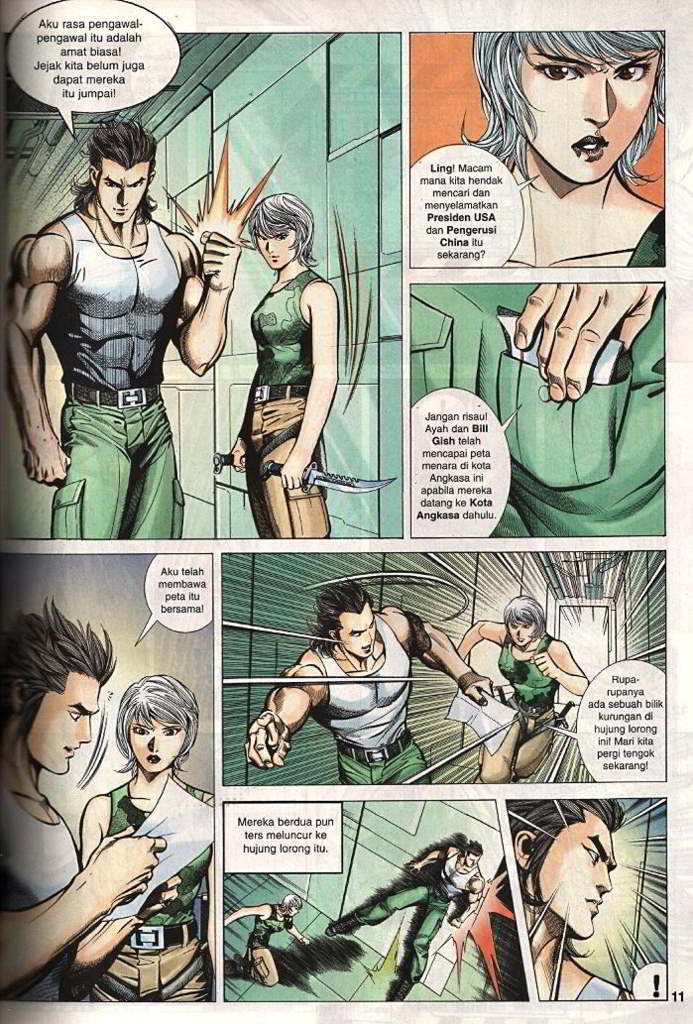 Aku rasa pengawal-
pengawal itu adalah
amat biasa!
Jejak kita belum juga
dapat mereka
itu jumpai!
Ling! Macam
mana kita hendak
mencari dan
menyelamatkan
Presiden USA
dan Pengerusi
China itu
sekarang?
Jangan risau!
Ayah dan Bill
Gish telah
mencapai peta
menara di kota
Angkasa ini
apabila mereka
datang ke Kota
Angkasa dahulu.
Aku telah
membawa
peta itu
bersama!
Rupa-
rupanya
ada sebuah bilik
kurungan di
hujung lorong
ini! Mari kita
pergi tengok
sekarang!
Mereka berdua pun
ters meluncur ke
hujung lorong itu.
!
11